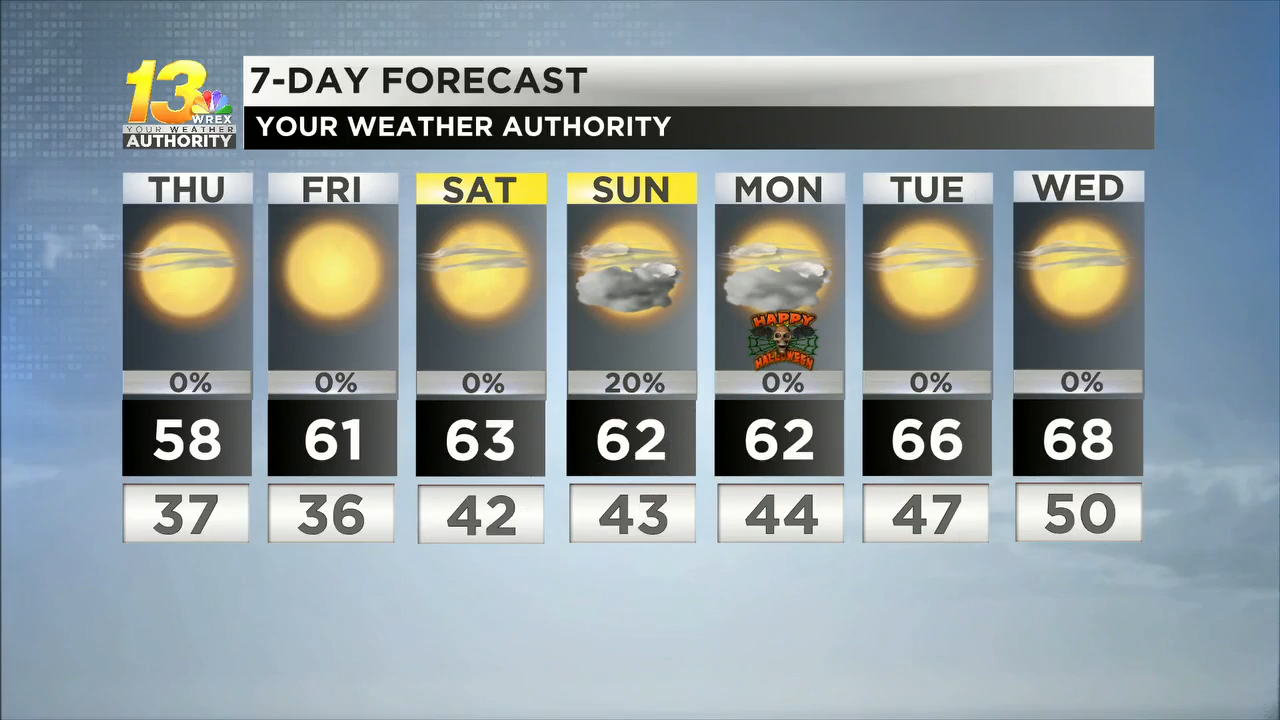 13
WREX
YOUR WEATHER
AUTHORITY
7-DAY FORECAST
YOUR WEATHER AUTHORITY
THU FRI SAT SUN MON TUE WED
HAPPY
HALLOWEEN
0% 0% 0% 20% 0% 0% 0%
58 61 63 62 62 66 68
37 36 42 43 44 47 50